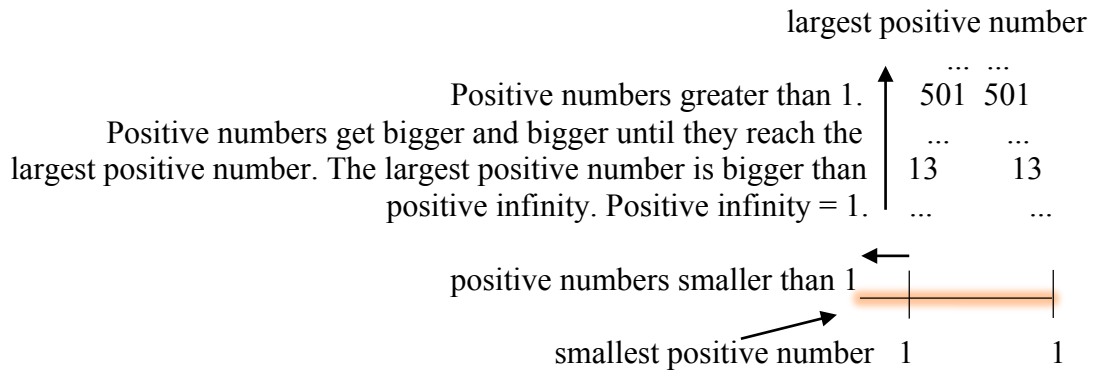 largest positive number
... ...
Positive numbers greater than 1. 501 501
Positive numbers get bigger and bigger until they reach the ... ...
largest positive number. The largest positive number is bigger than 13 13
positive infinity. Positive infinity = 1. ... ...
positive numbers smaller than 1
smallest positive number 1 1